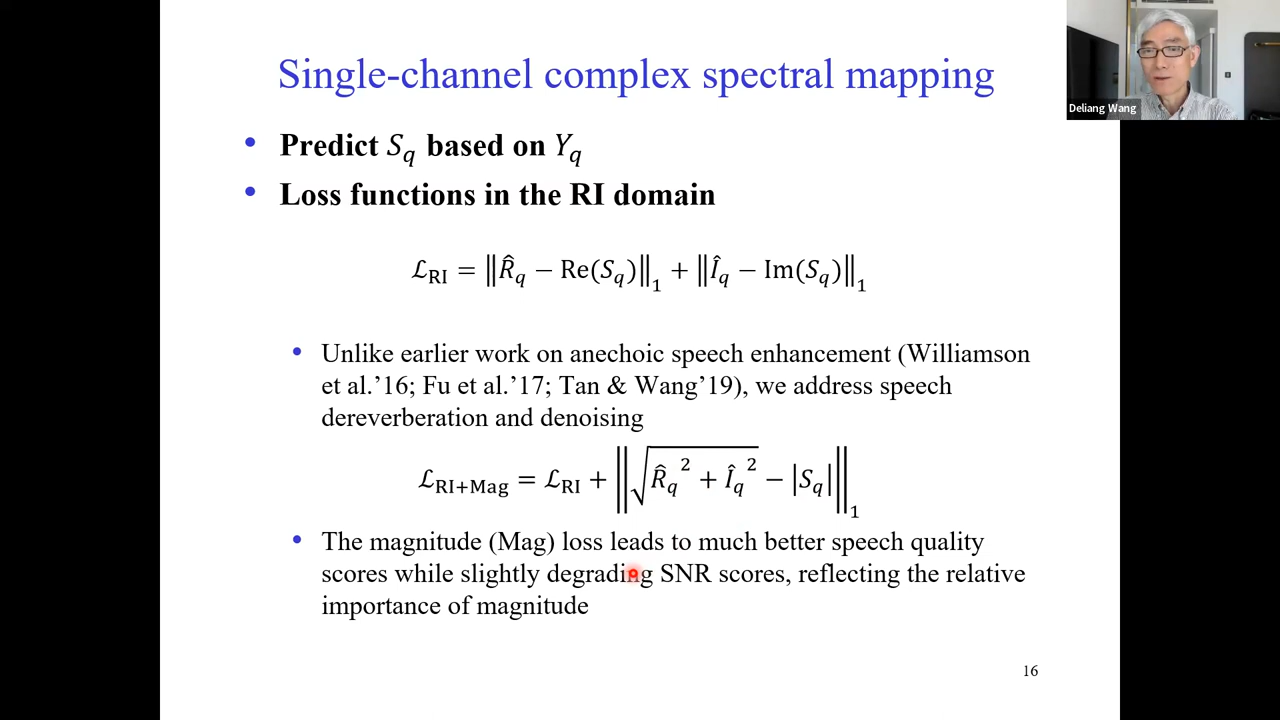 Single-channel complex spectral mapping
Deliang Wang
• Predict S_q based on Y_q
• Loss functions in the RI domain
ℒ_RI = ‖R̂_q − Re(S_q)‖_1 + ‖Î_q − Im(S_q)‖_1
• Unlike earlier work on anechoic speech enhancement (Williamson
et al.’16; Fu et al.’17; Tan & Wang’19), we address speech
dereverberation and denoising
ℒ_RI+Mag = ℒ_RI + ‖√(R̂_q² + Î_q²) − |S_q|‖_1
• The magnitude (Mag) loss leads to much better speech quality
scores while slightly degrading SNR scores, reflecting the relative
importance of magnitude
16